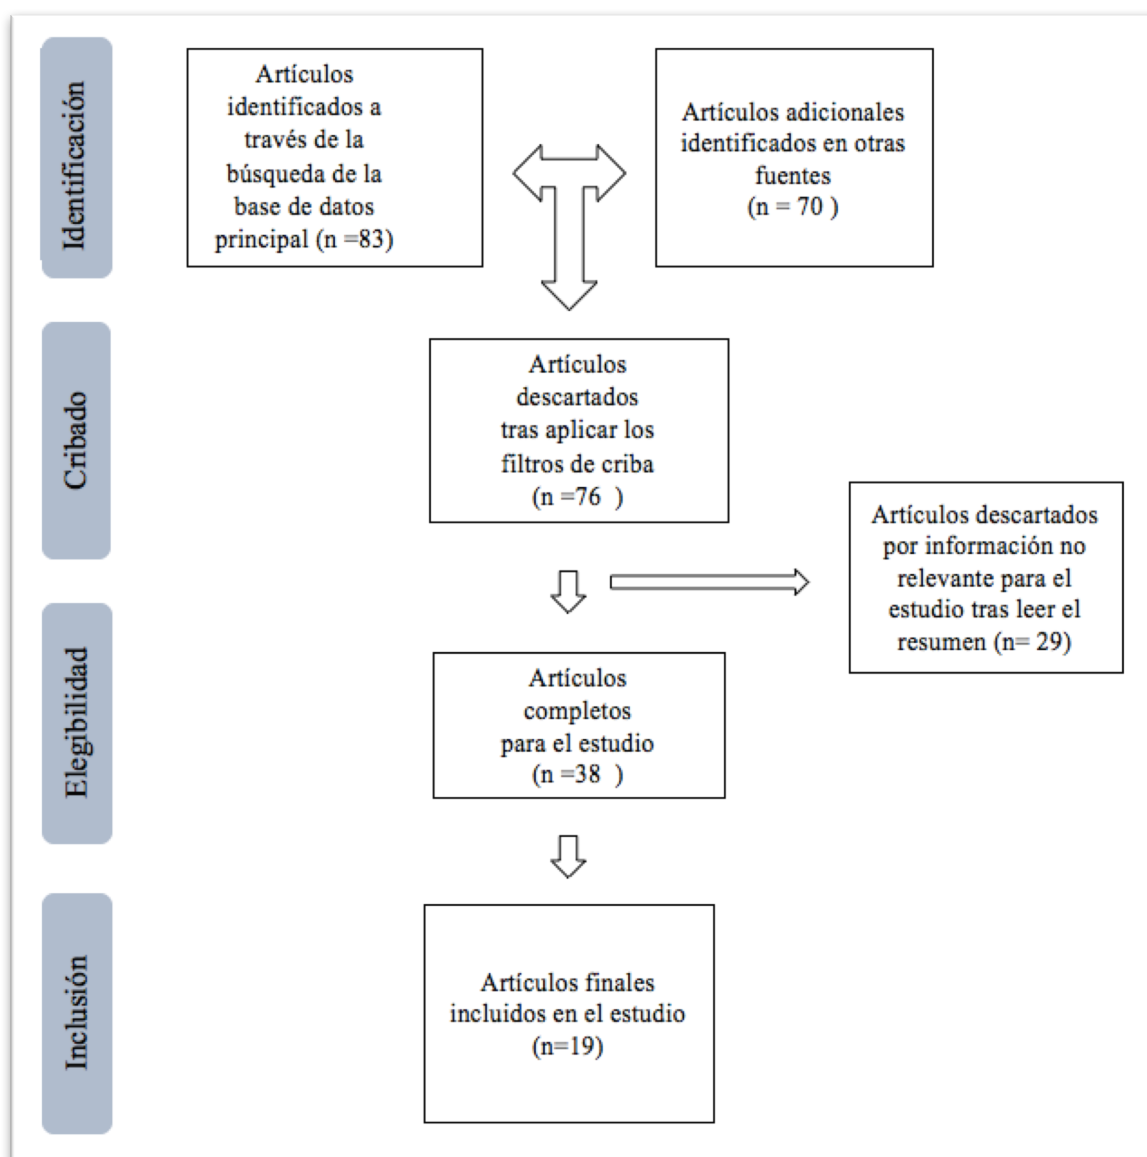 Identificación
Artículos
identificados a
través de la
búsqueda de la
base de datos
principal (n =83)
Artículos adicionales
identificados en otras
fuentes
(n = 70 )
Cribado
Artículos
descartados
tras aplicar los
filtros de criba
(n =76 )
Artículos descartados
por información no
relevante para el
estudio tras leer el
resumen (n= 29)
Elegibilidad
Artículos
completos
para el estudio
(n =38 )
Inclusión
Artículos finales
incluidos en el estudio
(n=19)